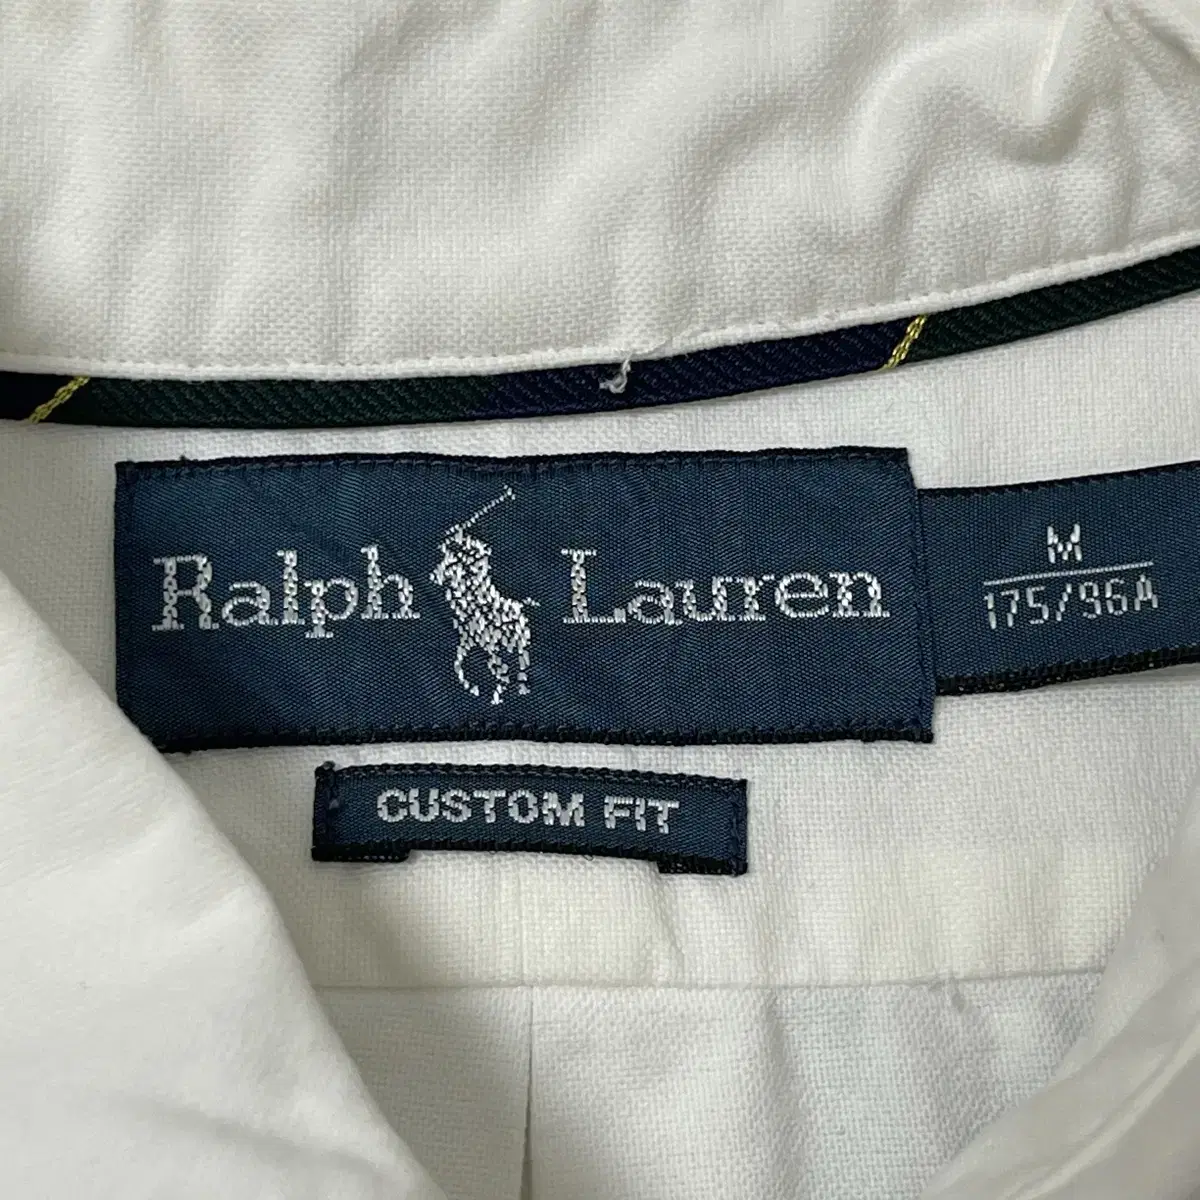 Ralph Lauren
M
175/96A
CUSTOM FIT